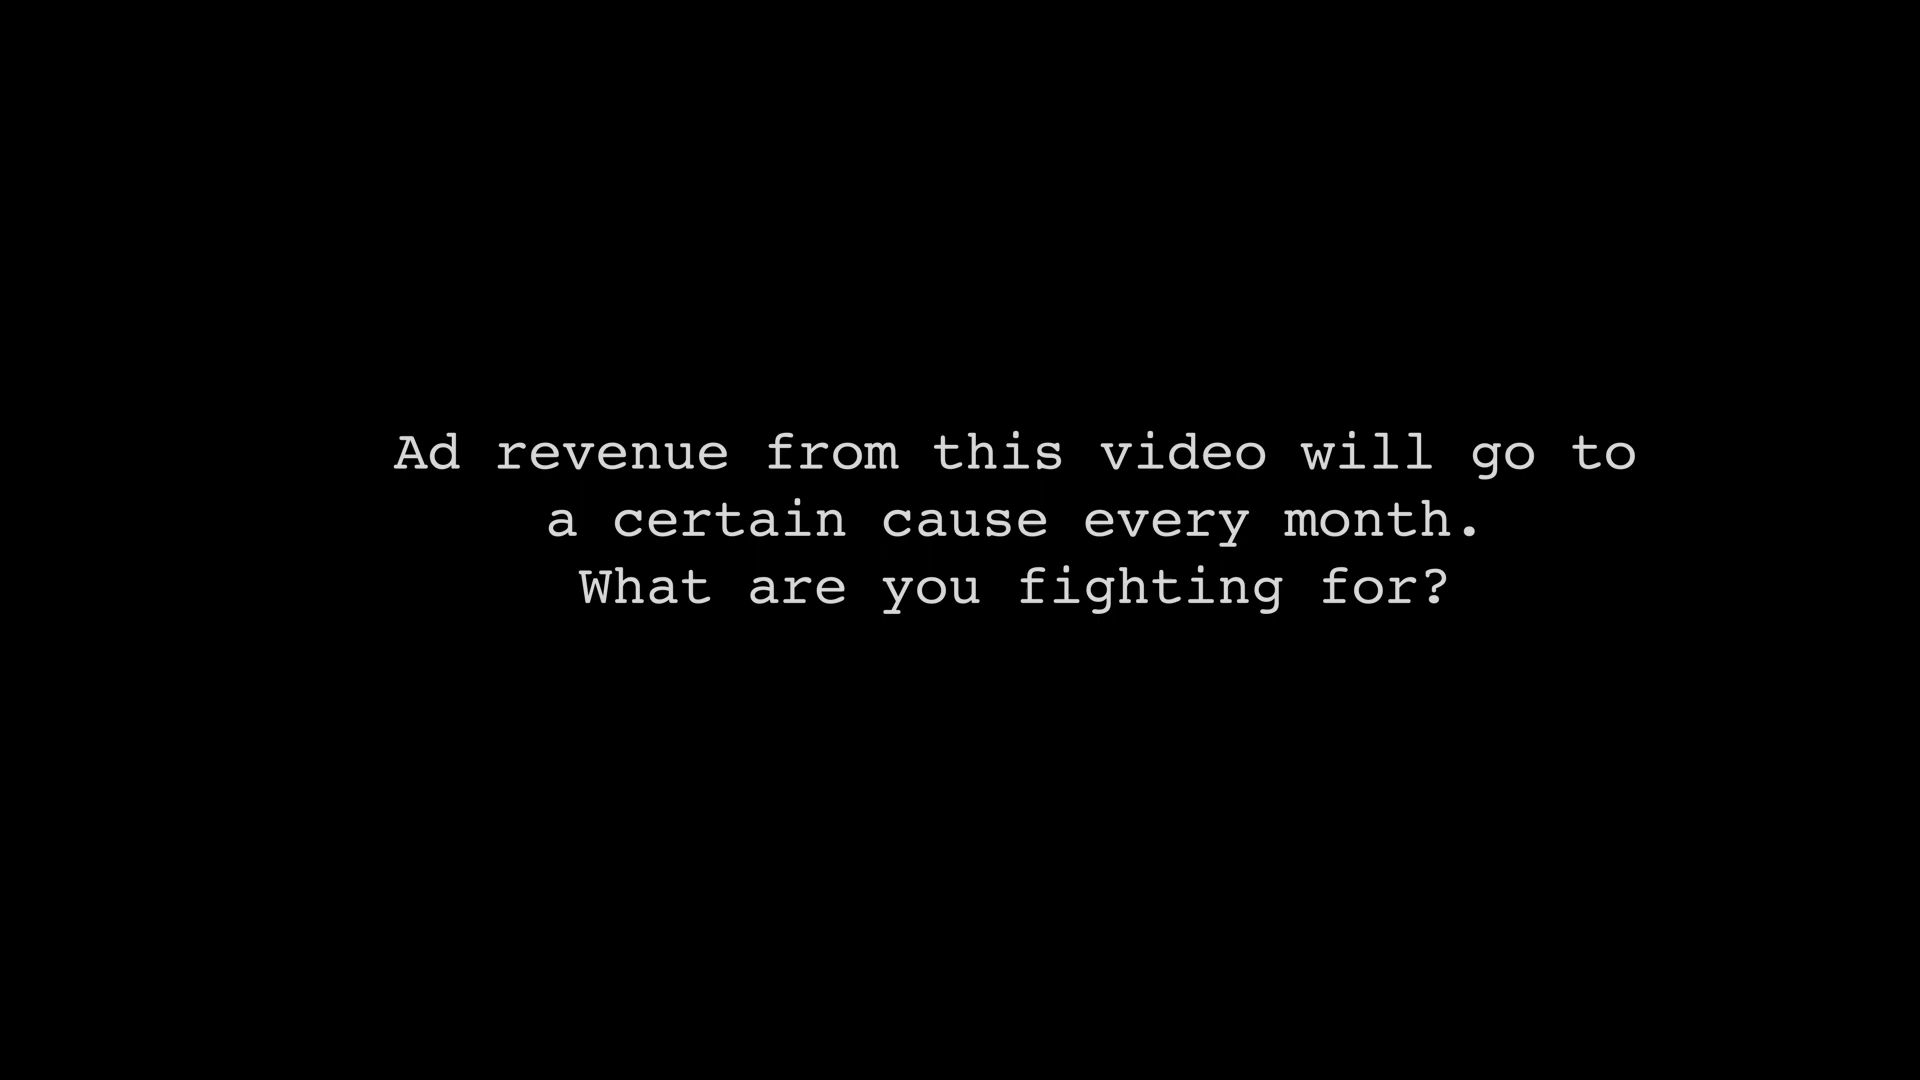 Ad revenue from this video will go to
a certain cause every month.
What are you fighting for?